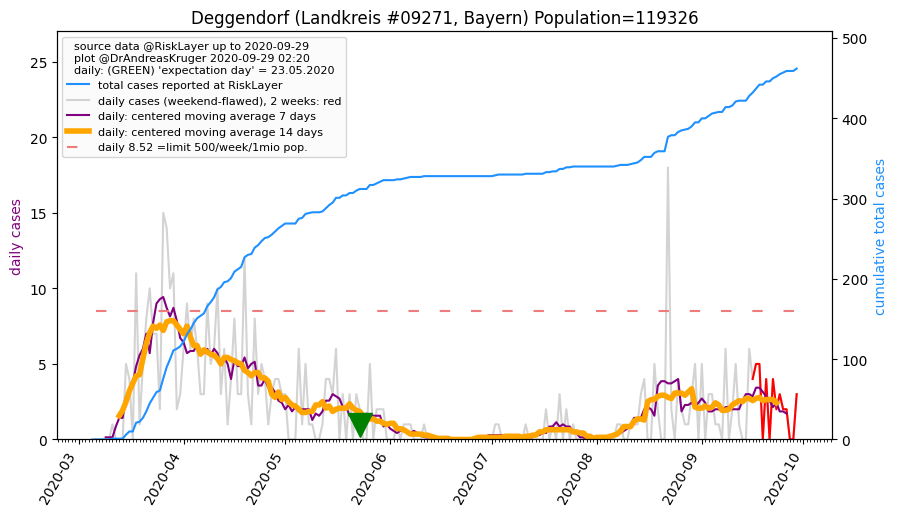 Deggendorf (Landkreis #09271, Bayern) Population=119326
source data @RiskLayer up to 2020-09-29
plot @DrAndreasKruger 2020-09-29 02:20
daily: (GREEN) 'expectation day' = 23.05.2020
total cases reported at RiskLayer
daily cases (weekend-flawed), 2 weeks: red
daily: centered moving average 7 days
daily: centered moving average 14 days
daily 8.52 =limit 500/week/1mio pop.
daily cases
0
5
10
15
20
25
cumulative total cases
0
100
200
300
400
500
2020-03
2020-04
2020-05
2020-06
2020-07
2020-08
2020-09
2020-10